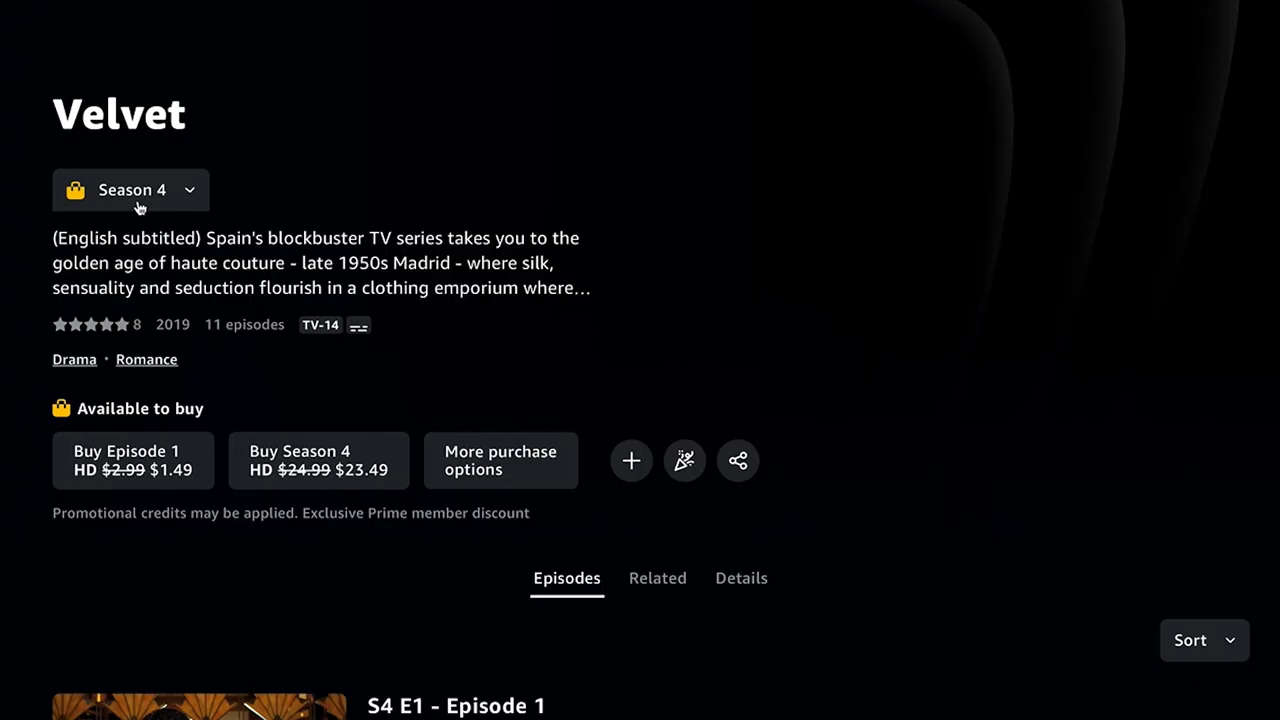 Velvet
Season 4
(English subtitled) Spain's blockbuster TV series takes you to the
golden age of haute couture - late 1950s Madrid - where silk,
sensuality and seduction flourish in a clothing emporium where...
8 2019 11 episodes TV-14
Drama • Romance
Available to buy
Buy Episode 1
HD $2.99 $1.49
Buy Season 4
HD $24.99 $23.49
More purchase
options
Promotional credits may be applied. Exclusive Prime member discount
Episodes Related Details
Sort
S4 E1 - Episode 1